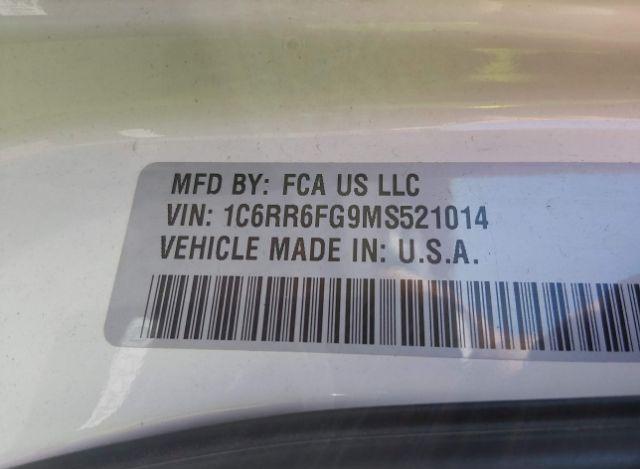 MFD BY: FCA US LLC
VIN: 1C6RR6FG9MS521014
VEHICLE MADE IN: U.S.A.